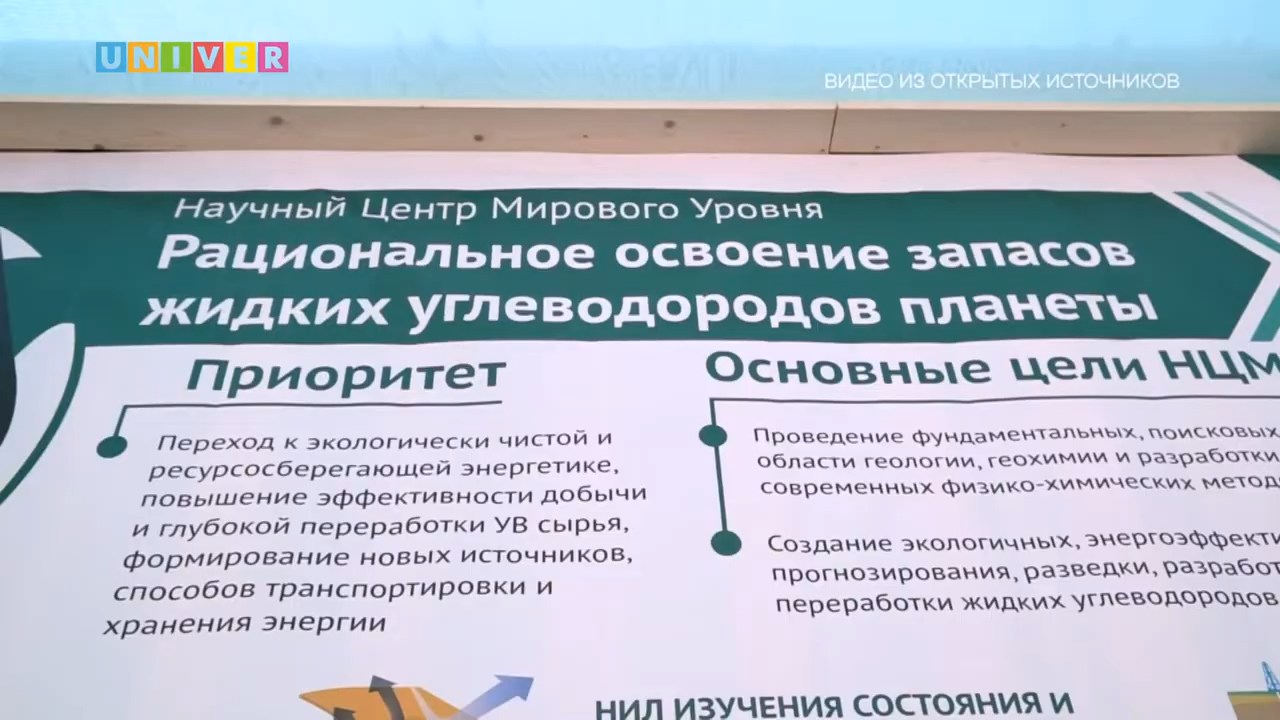 UNIVER
ВИДЕО ИЗ ОТКРЫТЫХ ИСТОЧНИКОВ
Научный Центр Мирового Уровня
Рациональное освоение запасов
жидких углеводородов планеты
Приоритет
Переход к экологически чистой и
ресурсосберегающей энергетике,
повышение эффективности добычи
и глубокой переработки УВ сырья,
формирование новых источников,
способов транспортировки и
хранения энергии
Основные цели НЦМ
Проведение фундаментальных, поисковых
области геологии, геохимии и разработки
современных физико-химических метод
Создание экологичных, энергоэффекти
прогнозирования, разведки, разработ
переработки жидких углеводородов
НИЛ ИЗУЧЕНИЯ СОСТОЯНИЯ И